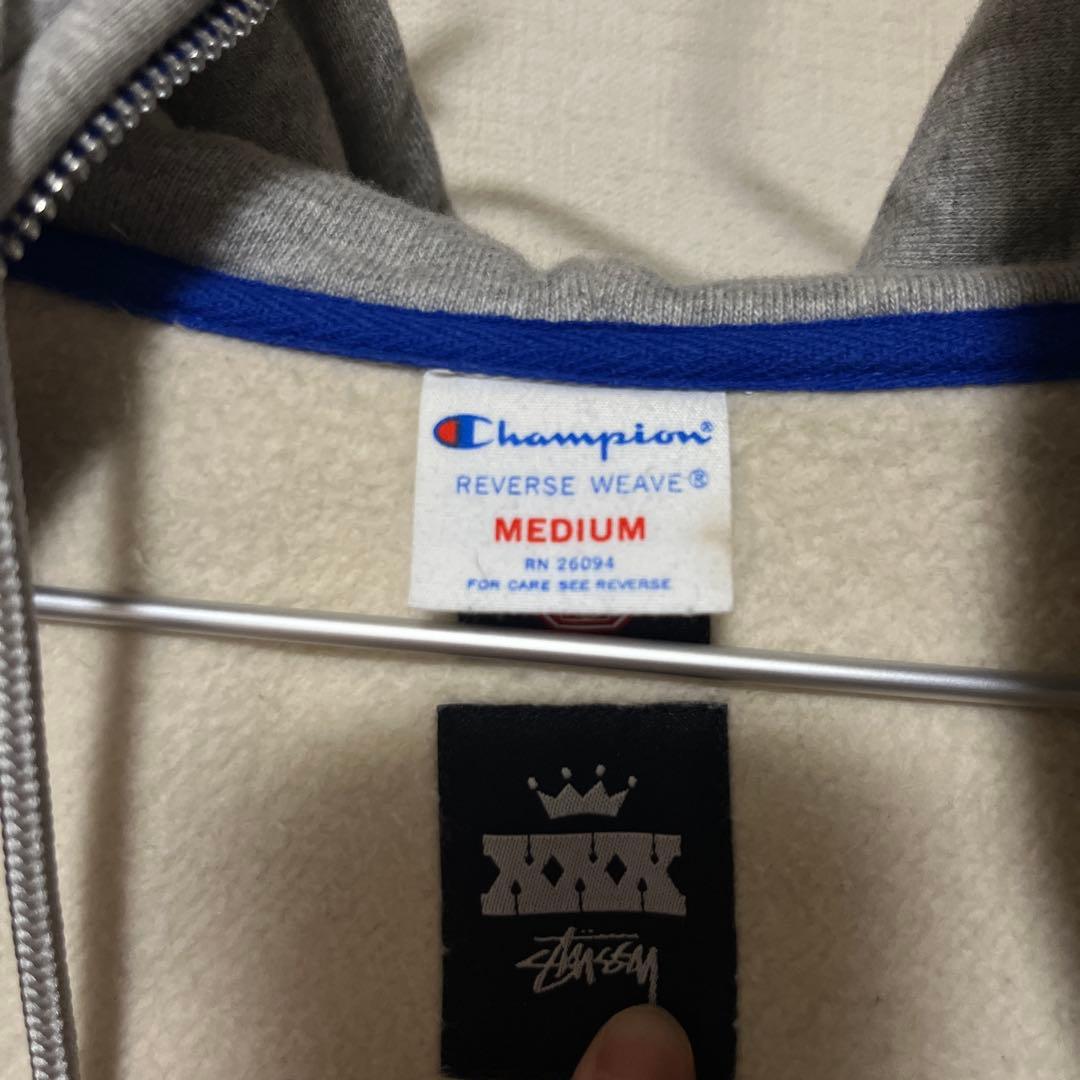 Champion®
REVERSE WEAVE®
MEDIUM
RN 26094
FOR CARE SEE REVERSE
XXX
Stüssy